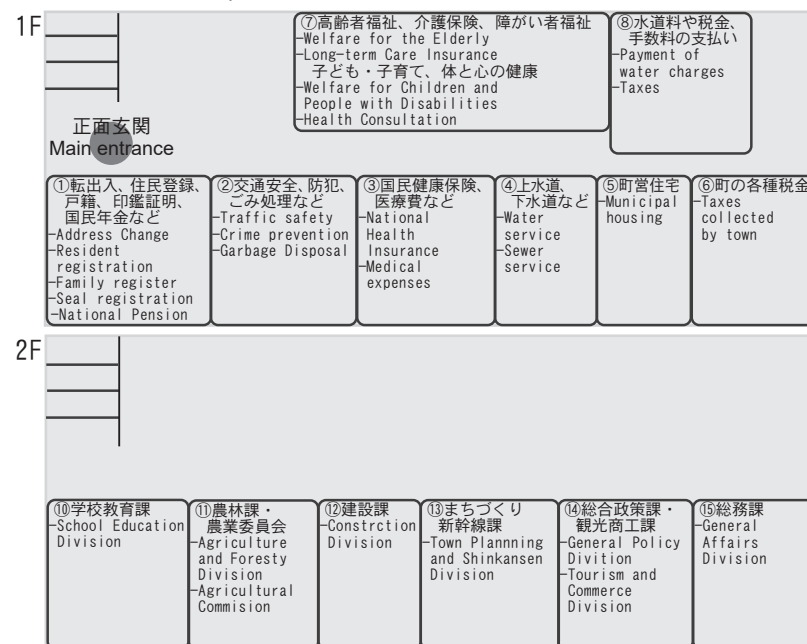 1F
⑦高齢者福祉、介護保険、障がい者福祉
-Welfare for the Elderly
-Long-term Care Insurance
子ども・子育て、体と心の健康
-Welfare for Children and
People with Disabilities
-Health Consultation
⑧水道料や税金、
手数料の支払い
-Payment of
water charges
-Taxes
正面玄関
Main entrance
①転出入、住民登録、
戸籍、印鑑証明、
国民年金など
-Address Change
-Resident
registration
-Family register
-Seal registration
-National Pension
②交通安全、防犯、
ごみ処理など
-Traffic safety
-Crime prevention
-Garbage Disposal
③国民健康保険、
医療費など
-National
Health
Insurance
-Medical
expenses
④上水道、
下水道など
-Water
service
-Sewer
service
⑤町営住宅
-Municipal
housing
⑥町の各種税金
-Taxes
collected
by town
2F
⑩学校教育課
-School Education
Division
⑪農林課・
農業委員会
-Agriculture
and Foresty
Division
-Agricultural
Commision
⑫建設課
-Constrction
Division
⑬まちづくり
新幹線課
-Town Plannning
and Shinkansen
Division
⑭総合政策課・
観光商工課
-General Policy
Divition
-Tourism and
Commerce
Division
⑮総務課
-General
Affairs
Division